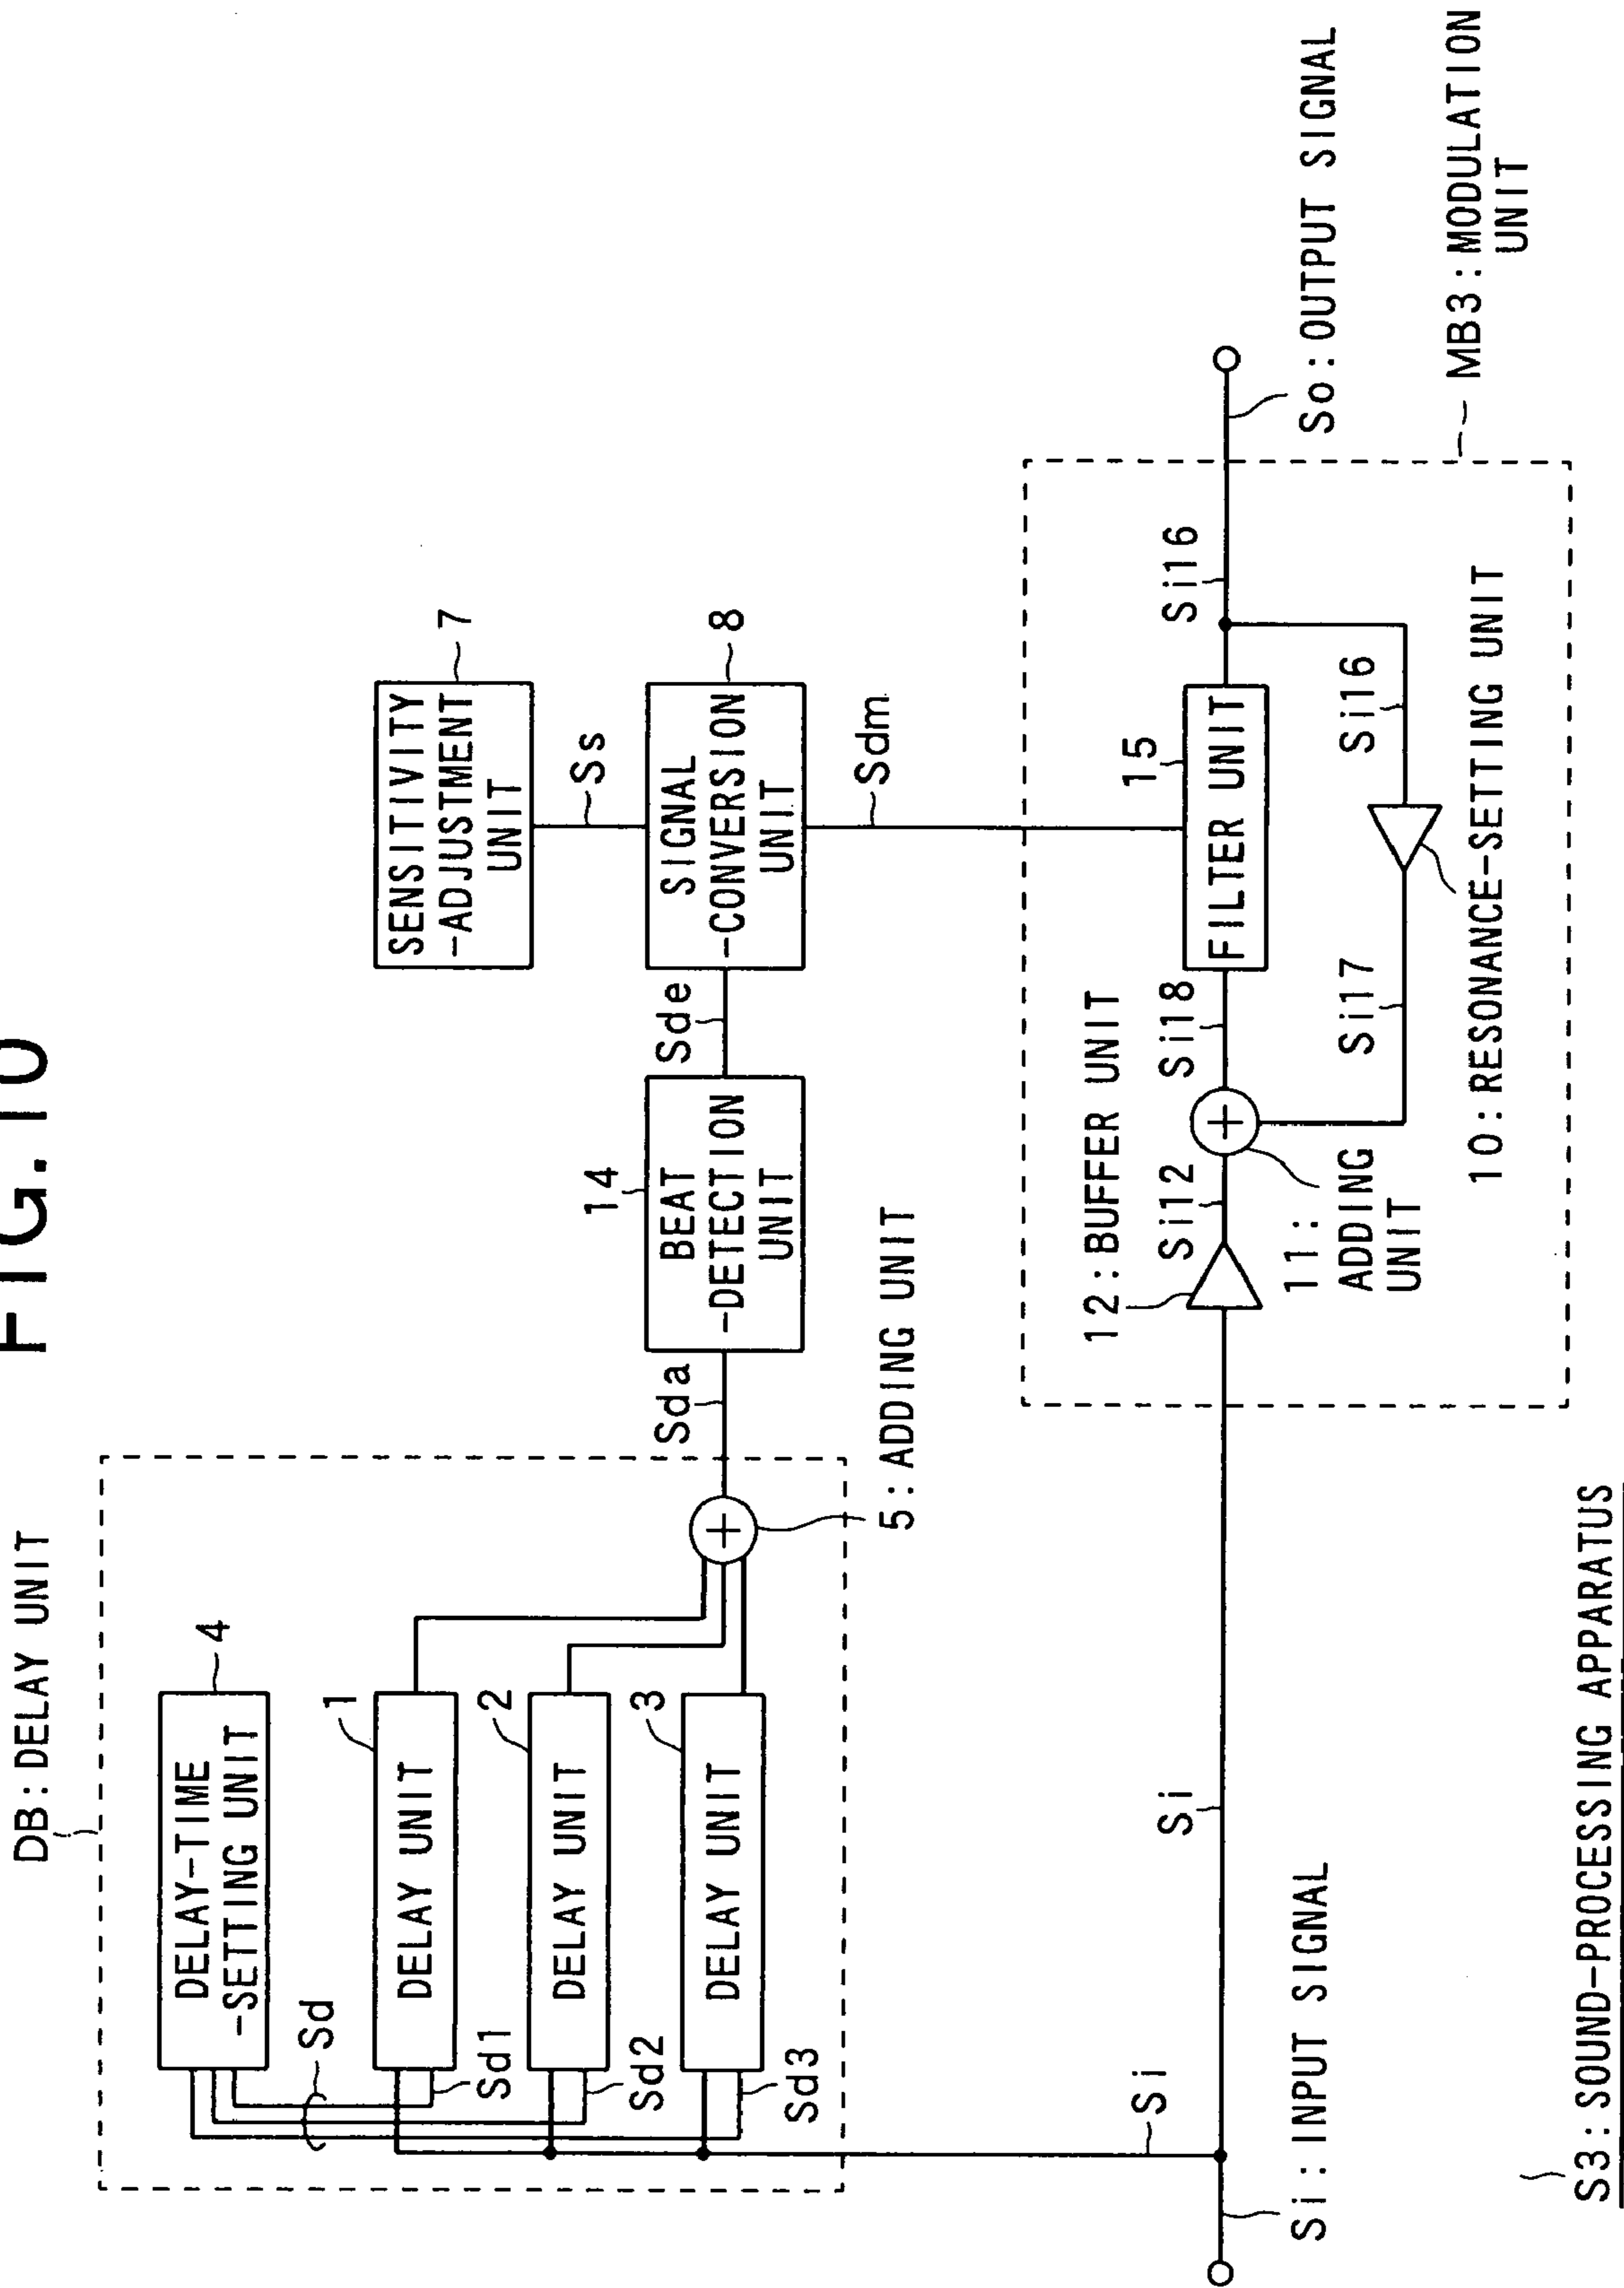 FIG.10
DB:DELAY UNIT
DELAY-TIME
-SETTING UNIT
4
Sd
1
DELAY UNIT
Sd1
2
DELAY UNIT
Sd2
3
DELAY UNIT
Sd3
5:ADDING UNIT
Sda
14
BEAT
-DETECTION
UNIT
Sde
SENSITIVITY
-ADJUSTMENT
UNIT
7
Ss
SIGNAL
-CONVERSION
UNIT
8
Sdm
Si
Si:INPUT SIGNAL
Si
12:BUFFER UNIT
Si12
11:
ADDING
UNIT
Si18
15
FILTER UNIT
Si16
Si16
Si17
10:RESONANCE-SETTING UNIT
So:OUTPUT SIGNAL
MB3:MODULATION
UNIT
S3:SOUND-PROCESSING APPARATUS